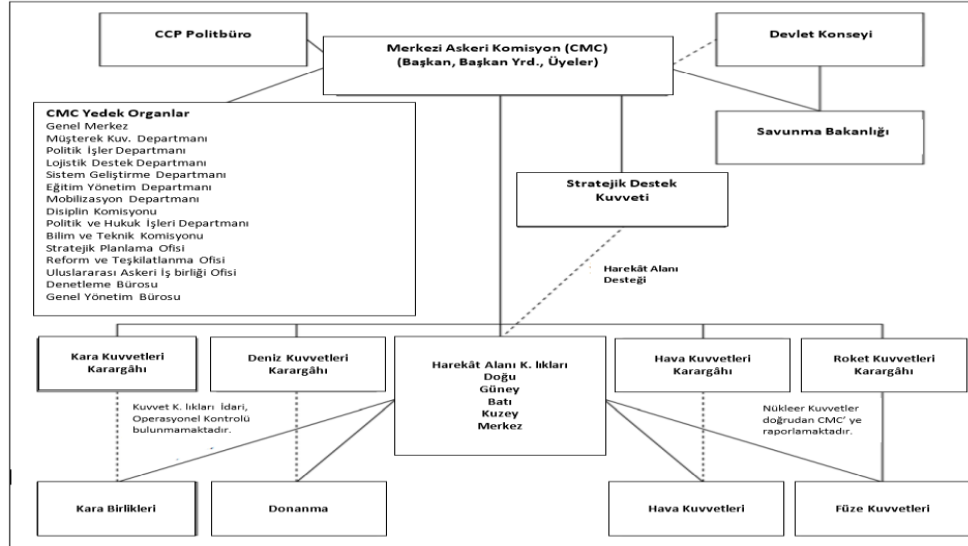 CCP Politbüro
Merkezi Askeri Komisyon (CMC)
(Başkan, Başkan Yrd., Üyeler)
Devlet Konseyi
CMC Yedek Organlar
Genel Merkez
Müşterek Kuv. Departmanı
Politik İşler Departmanı
Lojistik Destek Departmanı
Sistem Geliştirme Departmanı
Eğitim Yönetim Departmanı
Mobilizasyon Departmanı
Disiplin Komisyonu
Politik ve Hukuk İşleri Departmanı
Bilim ve Teknik Komisyonu
Stratejik Planlama Ofisi
Reform ve Teşkilatlanma Ofisi
Uluslararası Askeri İş birliği Ofisi
Denetleme Bürosu
Genel Yönetim Bürosu
Savunma Bakanlığı
Stratejik Destek
Kuvveti
Harekât Alanı
Desteği
Kara Kuvvetleri
Karargâhı
Deniz Kuvvetleri
Karargâhı
Harekât Alanı K. lıkları
Doğu
Güney
Batı
Kuzey
Merkez
Hava Kuvvetleri
Karargâhı
Roket Kuvvetleri
Karargâhı
Kuvvet K. lıkları İdari,
Operasyonel Kontrolü
bulunmamaktadır.
Nükleer Kuvvetler
doğrudan CMC' ye
raporlamaktadır.
Kara Birlikleri
Donanma
Hava Kuvvetleri
Füze Kuvvetleri